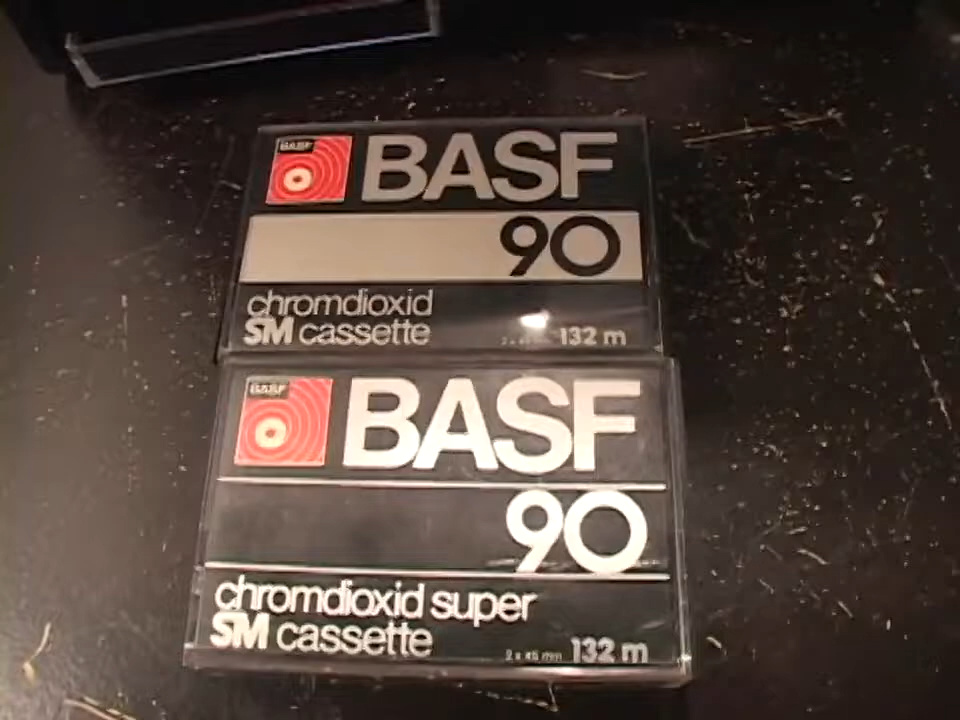 BASF
BASF
90
chromdioxid
SM cassette
132 m
BASF
BASF
90
chromdioxid super
SM cassette
2 x 45 min 132 m